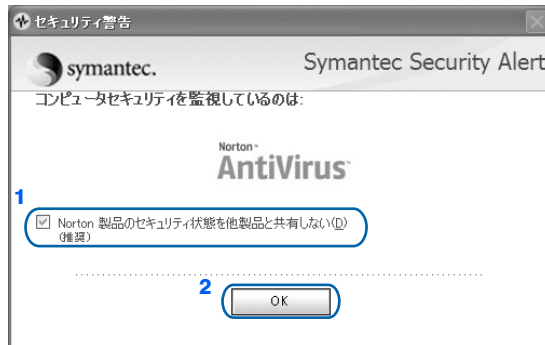 セキュリティ警告
symantec.
Symantec Security Alert
コンピュータセキュリティを監視しているのは:
Norton™
AntiVirus™
1
Norton 製品のセキュリティ状態を他製品と共有しない(D)
(推奨)
2
OK